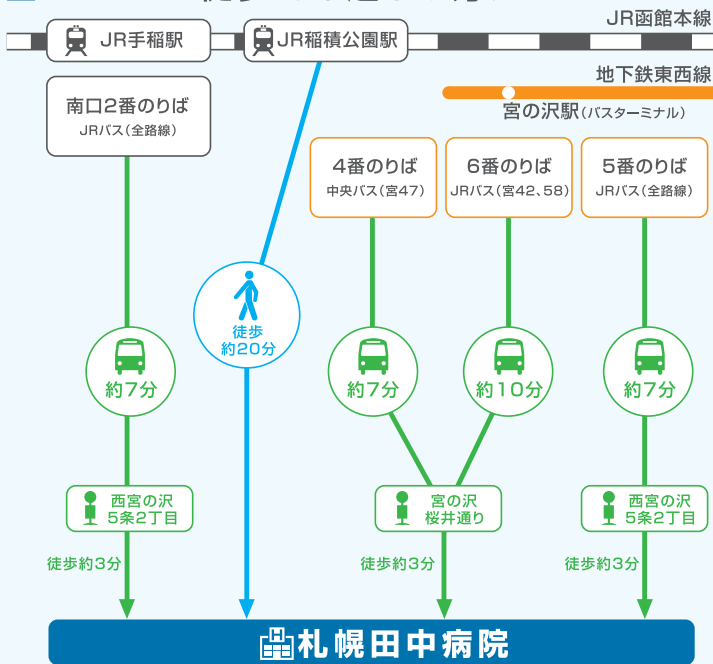 JR函館本線
JR手稲駅
JR稲積公園駅
地下鉄東西線
宮の沢駅(バスターミナル)
南口2番のりば
JRバス(全路線)
4番のりば
中央バス(宮47)
6番のりば
JRバス(宮42、58)
5番のりば
JRバス(全路線)
徒歩
約20分
約7分
約7分
約10分
約7分
西宮の沢
5条2丁目
宮の沢
桜井通り
西宮の沢
5条2丁目
徒歩約3分
徒歩約3分
徒歩約3分
札幌田中病院